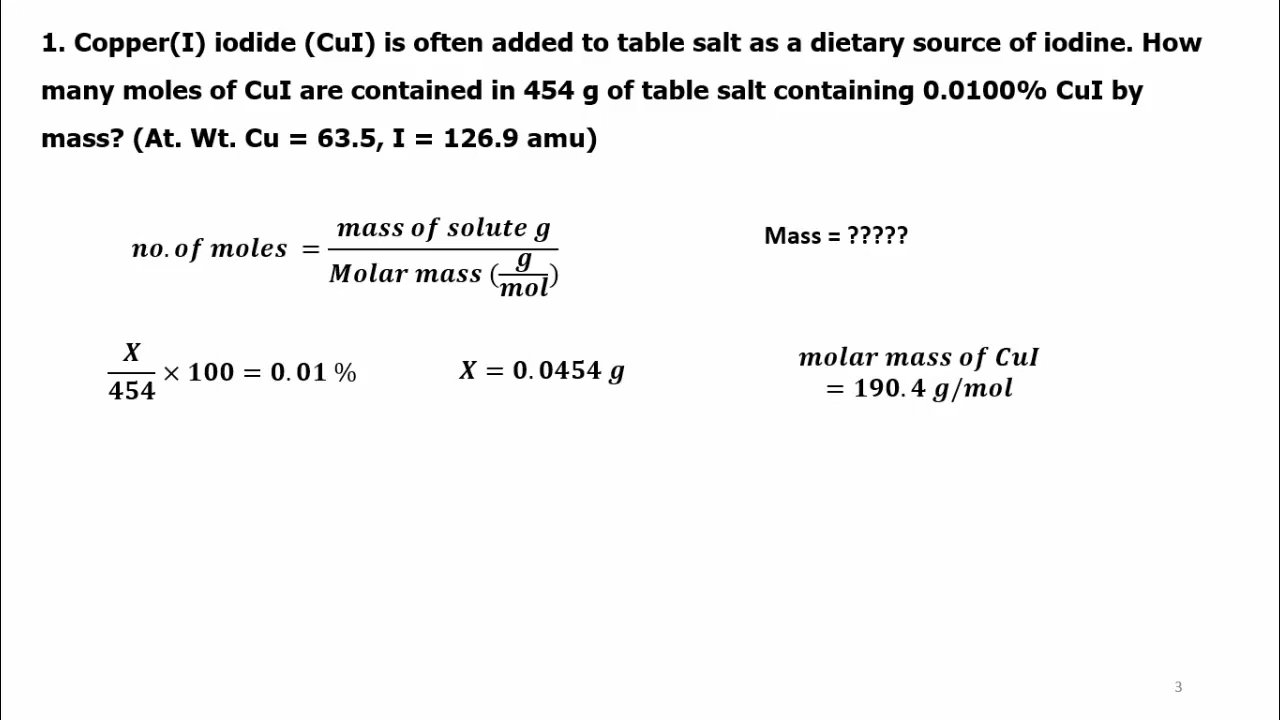 1. Copper(I) iodide (CuI) is often added to table salt as a dietary source of iodine. How
many moles of CuI are contained in 454 g of table salt containing 0.0100% CuI by
mass? (At. Wt. Cu = 63.5, I = 126.9 amu)
no. of moles = mass of solute g / Molar mass (g/mol)
Mass = ?????
X/454 × 100 = 0.01 %
X = 0.0454 g
molar mass of CuI
= 190.4 g/mol
3